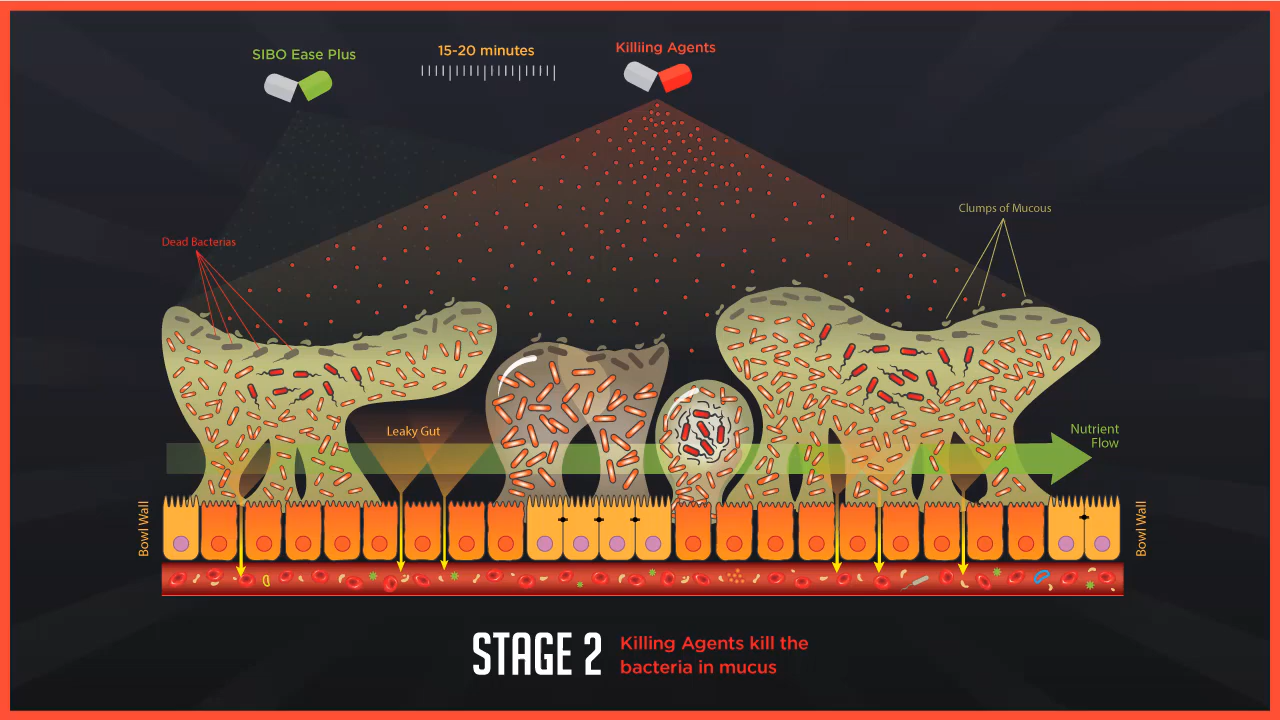 SIBO Ease Plus
15-20 minutes
Killiing Agents
Clumps of Mucous
Dead Bacterias
Leaky Gut
Nutrient
Flow
Bowl Wall
Bowl Wall
STAGE 2
Killing Agents kill the
bacteria in mucus